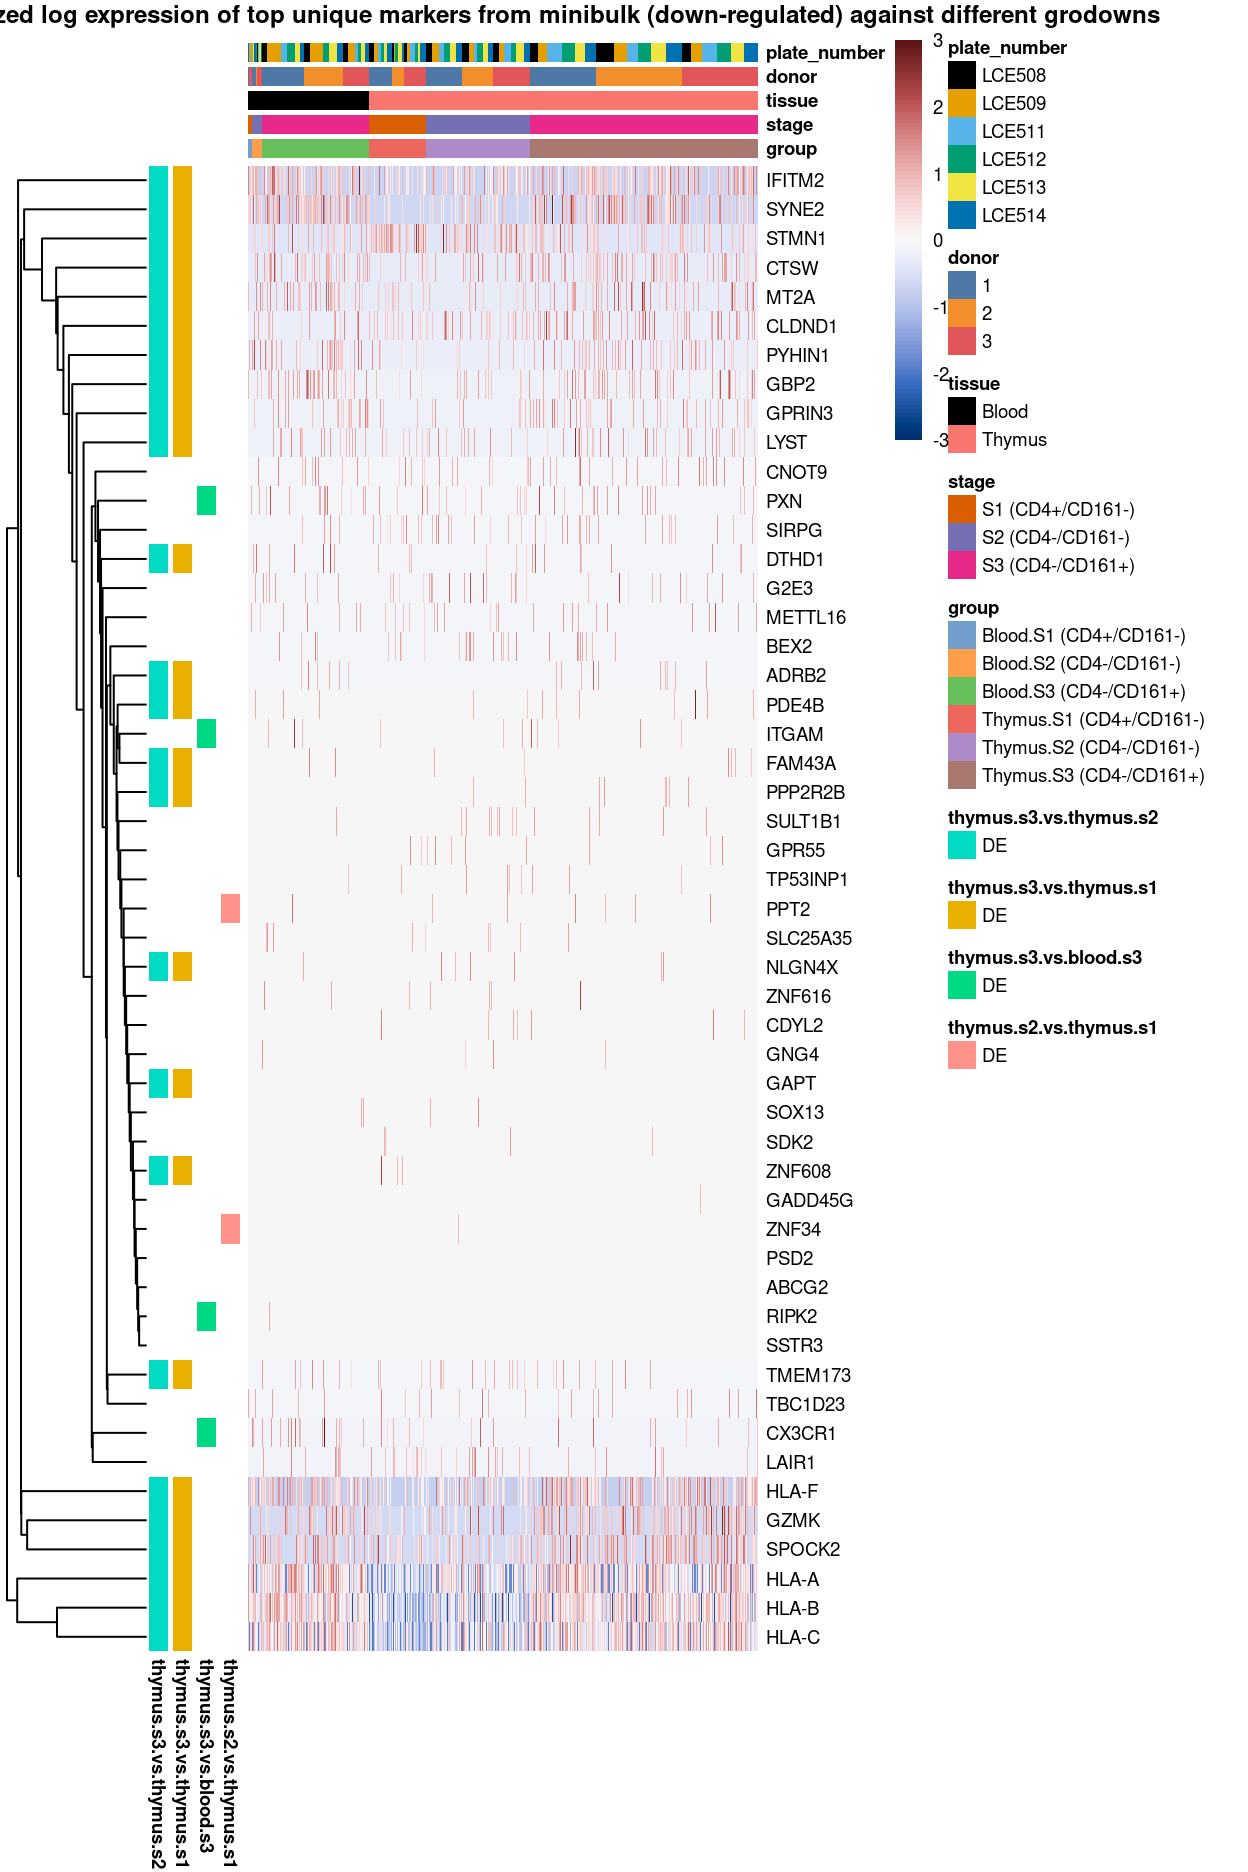 zed log expression of top unique markers from minibulk (down-regulated) against different grodowns
plate_number
donor
tissue
stage
group
IFITM2
SYNE2
STMN1
CTSW
MT2A
CLDND1
PYHIN1
GBP2
GPRIN3
LYST
CNOT9
PXN
SIRPG
DTHD1
G2E3
METTL16
BEX2
ADRB2
PDE4B
ITGAM
FAM43A
PPP2R2B
SULT1B1
GPR55
TP53INP1
PPT2
SLC25A35
NLGN4X
ZNF616
CDYL2
GNG4
GAPT
SOX13
SDK2
ZNF608
GADD45G
ZNF34
PSD2
ABCG2
RIPK2
SSTR3
TMEM173
TBC1D23
CX3CR1
LAIR1
HLA-F
GZMK
SPOCK2
HLA-A
HLA-B
HLA-C
3
2
1
0
-1
-2
-3
plate_number
LCE508
LCE509
LCE511
LCE512
LCE513
LCE514
donor
1
2
3
tissue
Blood
Thymus
stage
S1 (CD4+/CD161-)
S2 (CD4-/CD161-)
S3 (CD4-/CD161+)
group
Blood.S1 (CD4+/CD161-)
Blood.S2 (CD4-/CD161-)
Blood.S3 (CD4-/CD161+)
Thymus.S1 (CD4+/CD161-)
Thymus.S2 (CD4-/CD161-)
Thymus.S3 (CD4-/CD161+)
thymus.s3.vs.thymus.s2
DE
thymus.s3.vs.thymus.s1
DE
thymus.s3.vs.blood.s3
DE
thymus.s2.vs.thymus.s1
DE
thymus.s3.vs.thymus.s2
thymus.s3.vs.thymus.s1
thymus.s3.vs.blood.s3
thymus.s2.vs.thymus.s1